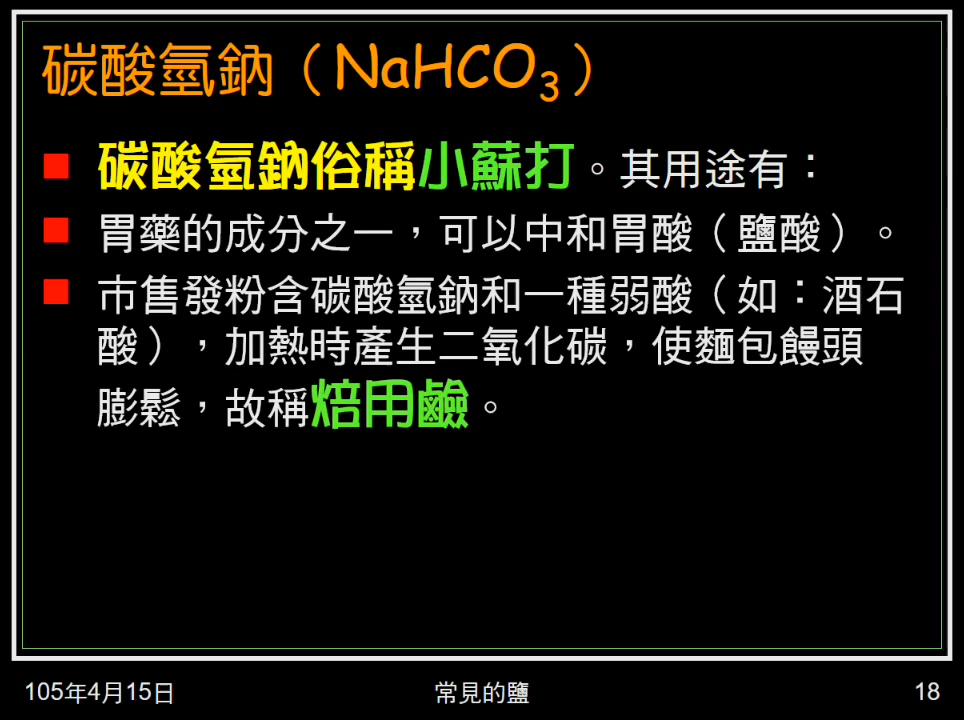 碳酸氫鈉（NaHCO₃）
碳酸氫鈉俗稱小蘇打。其用途有：
胃藥的成分之一，可以中和胃酸（鹽酸）。
市售發粉含碳酸氫鈉和一種弱酸（如：酒石
酸），加熱時產生二氧化碳，使麵包饅頭
膨鬆，故稱焙用鹼。
105年4月15日
常見的鹽
18